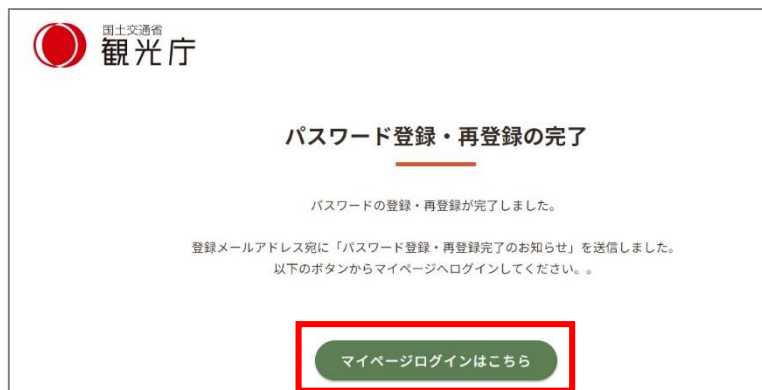 国土交通省
観光庁
パスワード登録・再登録の完了
パスワードの登録・再登録が完了しました。
登録メールアドレス宛に「パスワード登録・再登録完了のお知らせ」を送信しました。
以下のボタンからマイページへログインしてください。。
マイページログインはこちら